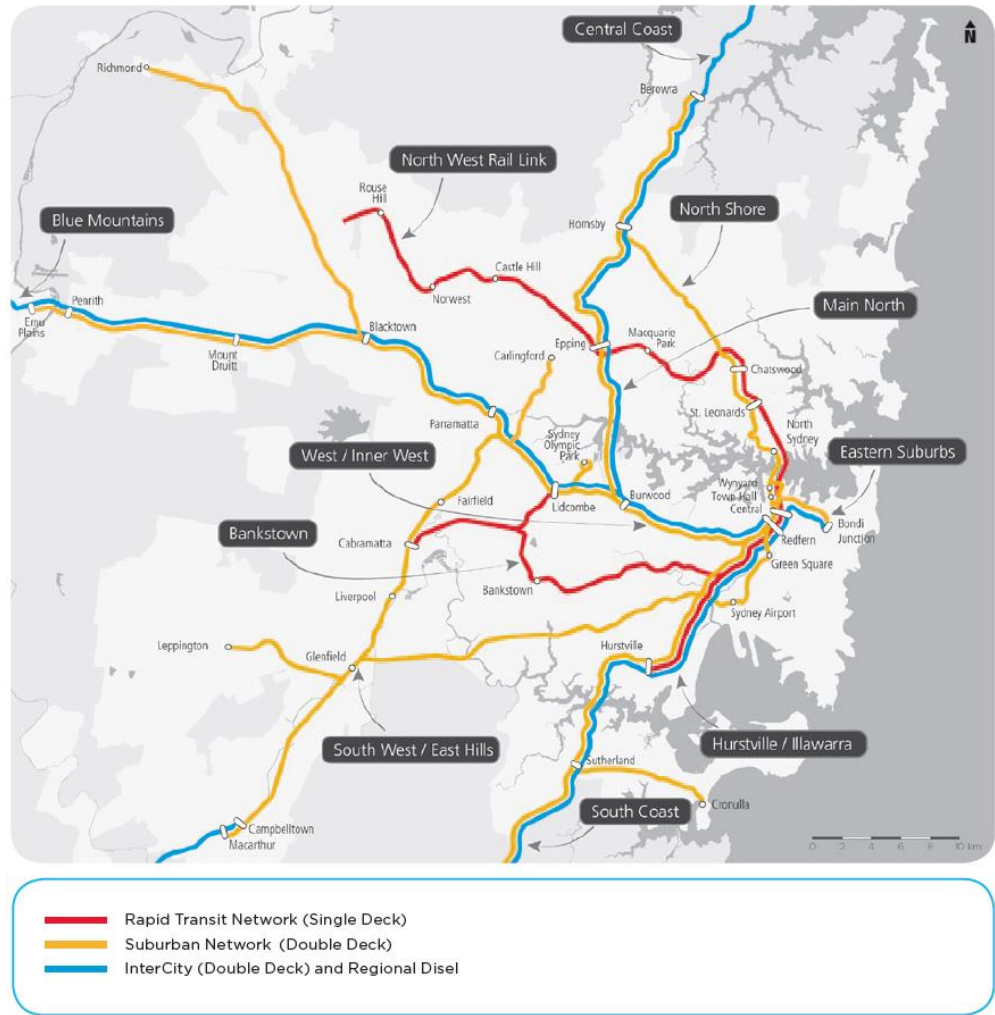 Central Coast
N
Richmond
Berowra
North West Rail Link
Rouse
Hill
North Shore
Blue Mountains
Hornsby
Castle Hill
Norwest
Main North
Penrith
Emu
Plains
Blacktown
Mount
Druitt
Epping
Macquarie
Park
Carlingford
Chatswood
St. Leonards
Parramatta
North
Sydney
Sydney
Olympic
Park
West / Inner West
Eastern Suburbs
Wynyard
Town Hall
Central
Burwood
Lidcombe
Fairfield
Bondi
Junction
Redfern
Bankstown
Cabramatta
Green Square
Bankstown
Liverpool
Sydney Airport
Leppington
Hurstville
Glenfield
South West / East Hills
Hurstville / Illawarra
Sutherland
South Coast
Cronulla
Campbelltown
Macarthur
0 2 4 6 8 10 km
Rapid Transit Network (Single Deck)
Suburban Network (Double Deck)
InterCity (Double Deck) and Regional Disel